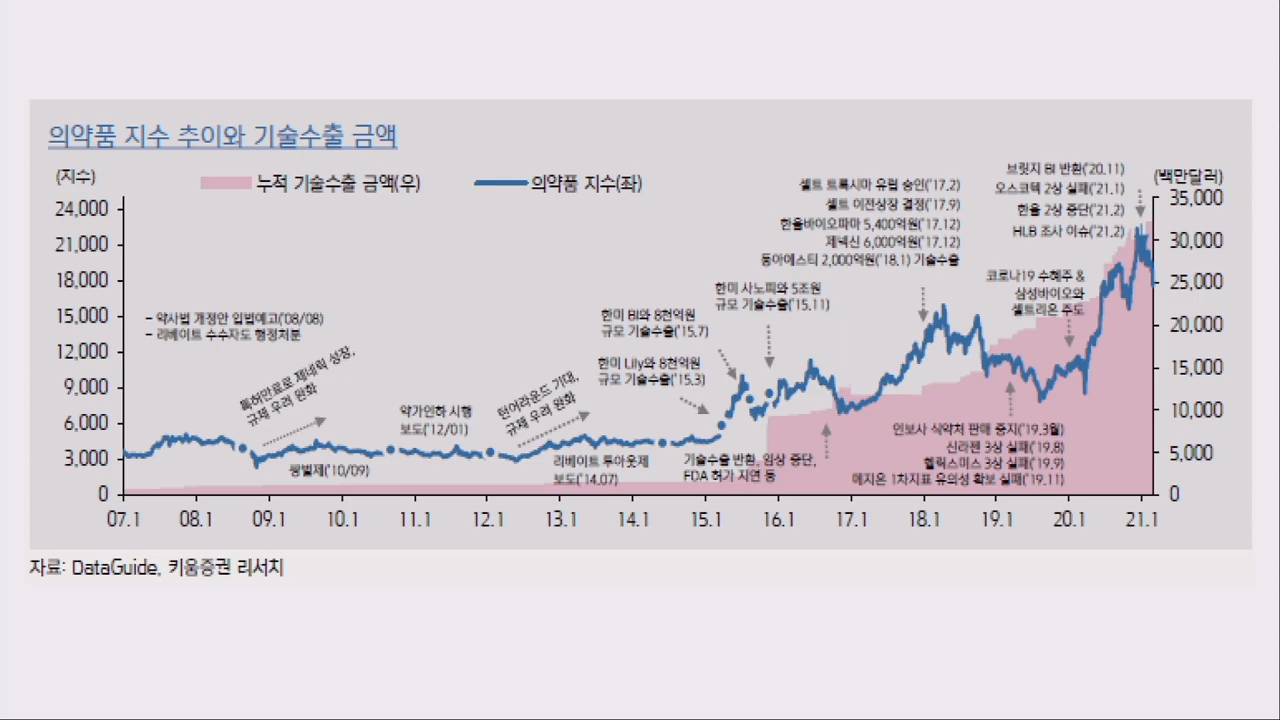 의약품 지수 추이와 기술수출 금액
(지수)
누적 기술수출 금액(우)
의약품 지수(좌)
(백만달러)
24,000
21,000
18,000
15,000
12,000
9,000
6,000
3,000
0
35,000
30,000
25,000
20,000
15,000
10,000
5,000
0
- 약사법 개정안 입법예고('08/08)
- 리베이트 수수자도 행정처분
특허만료로 제네릭 성장,
규제 우려 완화
쌍벌제('10/09)
약가인하 시행
보도('12/01)
턴어라운드 기대,
규제 우려 완화
리베이트 투아웃제
보도('14.07)
한미 Lily와 8천억원
규모 기술수출('15.3)
한미 BI와 8천억원
규모 기술수출('15.7)
한미 사노피와 5조원
규모 기술수출('15.11)
기술수출 반환, 임상 중단,
FDA 허가 지연 등
셀트 트룩시마 유럽 승인('17.2)
셀트 이전상장 결정('17.9)
한올바이오파마 5,400억원('17.12)
제넥신 6,000억원('17.12)
동아에스티 2,000억원('18.1) 기술수출
인보사 식약처 판매 중지('19.3월)
신라젠 3상 실패('19.8)
헬릭스미스 3상 실패('19.9)
메지온 1차지표 유의성 확보 실패('19.11)
코로나19 수혜주 &
삼성바이오와
셀트리온 주도
브릿지 BI 반환('20.11)
오스코텍 2상 실패('21.1)
한올 2상 중단('21.2)
HLB 조사 이슈('21.2)
07.1
08.1
09.1
10.1
11.1
12.1
13.1
14.1
15.1
16.1
17.1
18.1
19.1
20.1
21.1
자료: DataGuide, 키움증권 리서치